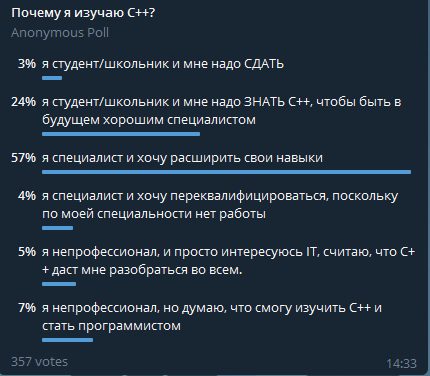 Почему я изучаю C++?
Anonymous Poll
3% я студент/школьник и мне надо СДАТЬ
24% я студент/школьник и мне надо ЗНАТЬ C++, чтобы быть в
будущем хорошим специалистом
57% я специалист и хочу расширить свои навыки
4% я специалист и хочу переквалифицироваться, поскольку
по моей специальности нет работы
5% я непрофессионал, и просто интересуюсь IT, считаю, что C+
+ даст мне разобраться во всем.
7% я непрофессионал, но думаю, что смогу изучить C++ и
стать программистом
357 votes 14:33